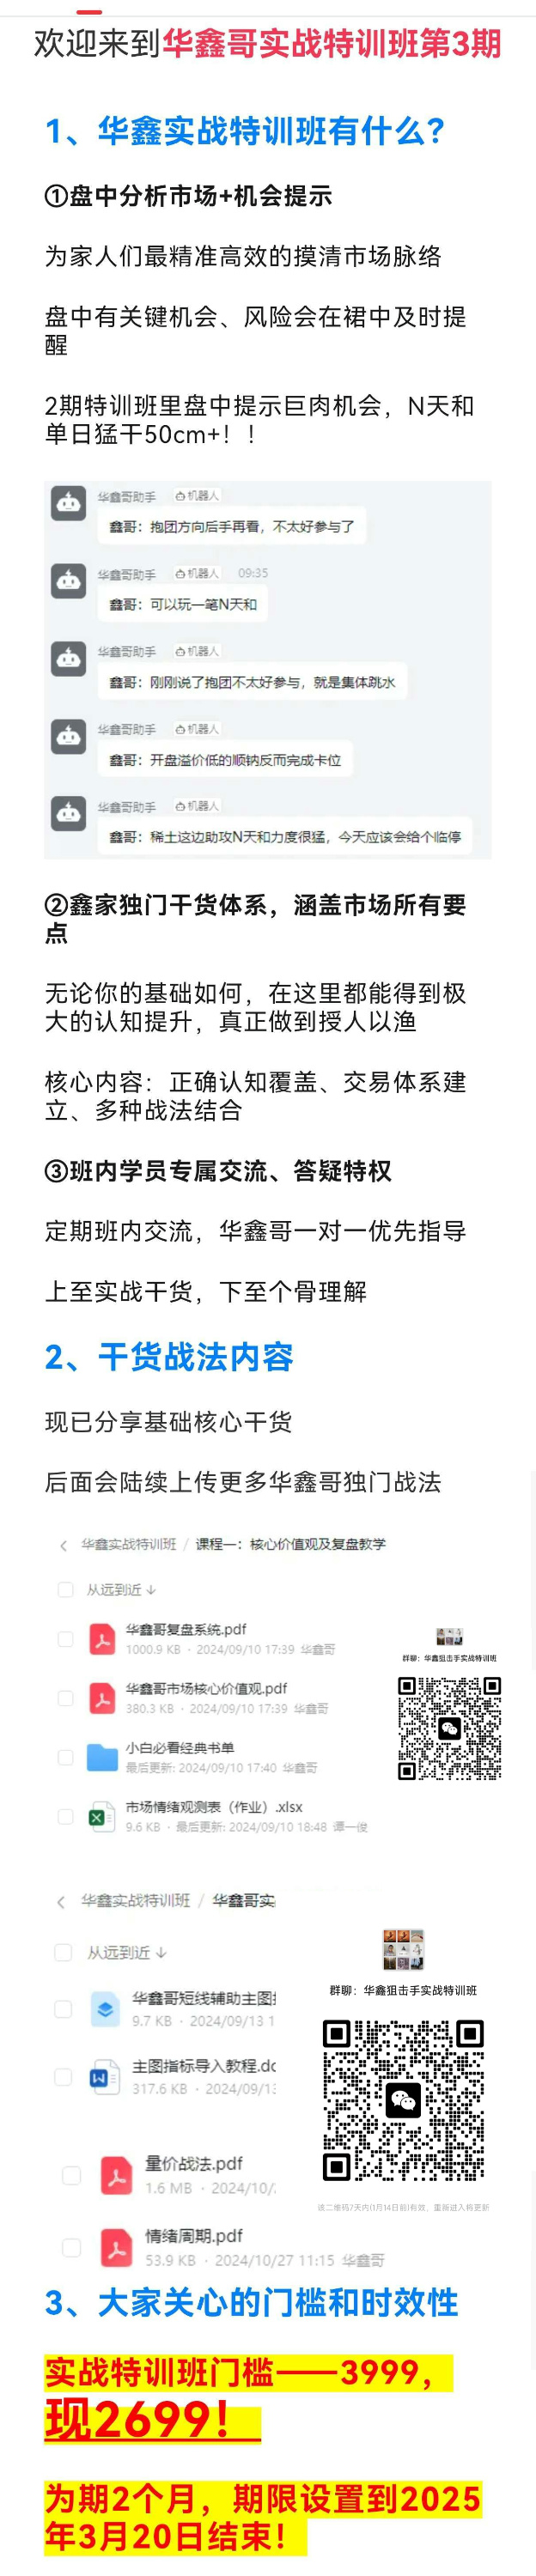 欢迎来到华鑫哥实战特训班第3期
1、华鑫实战特训班有什么？
①盘中分析市场+机会提示
为家人们最精准高效的摸清市场脉络
盘中有关键机会、风险会在裙中及时提
醒
2期特训班里盘中提示巨肉机会，N天和
单日猛干50cm+！！
华鑫哥助手 机器人
鑫哥：抱团方向后手再看，不太好参与了
华鑫哥助手 机器人 09:35
鑫哥：可以玩一笔N天和
华鑫哥助手 机器人
鑫哥：刚刚说了抱团不太好参与，就是集体跳水
华鑫哥助手 机器人
鑫哥：开盘溢价低的顺钠反而完成卡位
华鑫哥助手 机器人
鑫哥：稀土这边助攻N天和力度很猛，今天应该会给个临停
②鑫家独门干货体系，涵盖市场所有要
点
无论你的基础如何，在这里都能得到极
大的认知提升，真正做到授人以渔
核心内容：正确认知覆盖、交易体系建
立、多种战法结合
③班内学员专属交流、答疑特权
定期班内交流，华鑫哥一对一优先指导
上至实战干货，下至个骨理解
2、干货战法内容
现已分享基础核心干货
后面会陆续上传更多华鑫哥独门战法
华鑫实战特训班 / 课程一：核心价值观及复盘教学
从远到近↓
华鑫哥复盘系统.pdf
1000.9 KB · 2024/09/10 17:39 华鑫哥
群聊：华鑫狙击手实战特训班
华鑫哥市场核心价值观.pdf
380.3 KB · 2024/09/10 17:39 华鑫哥
小白必看经典书单
最后更新: 2024/09/10 17:40 华鑫哥
市场情绪观测表（作业）.xlsx
9.6 KB · 最后更新: 2024/09/10 18:48 谭一俊
华鑫实战特训班 / 华鑫哥实
从远到近↓
群聊：华鑫狙击手实战特训班
华鑫哥短线辅助主图
9.7 KB · 2024/09/13 1
主图指标导入教程.dc
317.6 KB · 2024/09/1
量价战法.pdf
1.6 MB · 2024/10/
该二维码7天内(1月14日前)有效，重新进入将更新
情绪周期.pdf
53.9 KB · 2024/10/27 11:15 华鑫哥
3、大家关心的门槛和时效性
实战特训班门槛——3999，
现2699！
为期2个月，期限设置到2025
年3月20日结束！